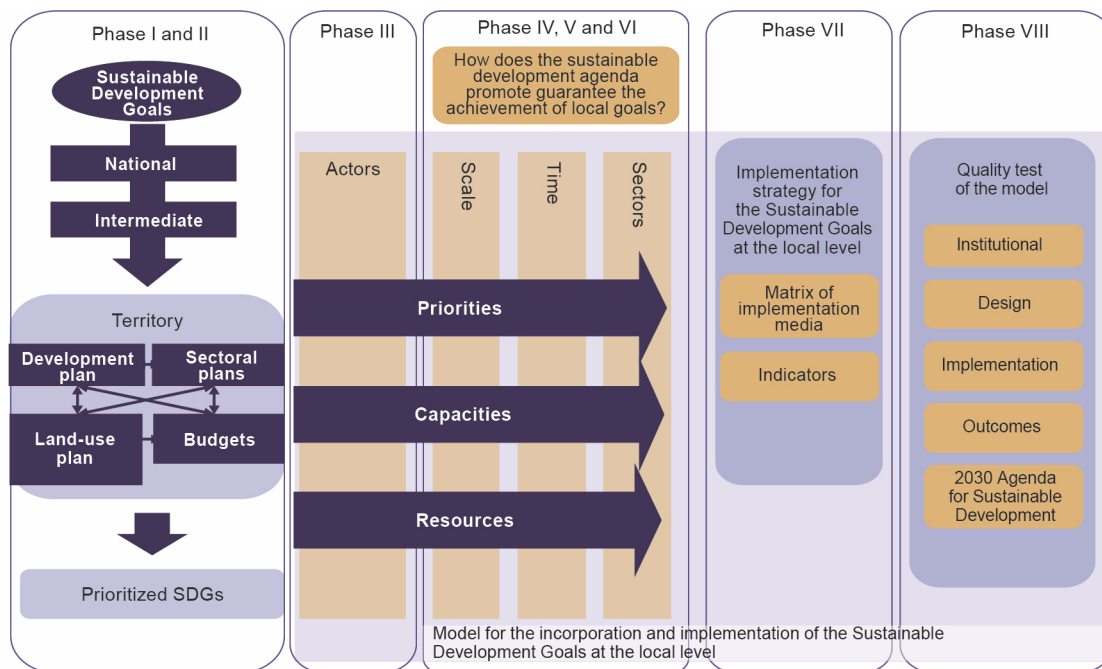 Phase I and II
Sustainable
Development
Goals
National
Intermediate
Territory
Development
plan
Sectoral
plans
Land-use
plan
Budgets
Prioritized SDGs
Phase III
Actors
Phase IV, V and VI
How does the sustainable
development agenda
promote guarantee the
achievement of local goals?
Scale
Time
Sectors
Priorities
Capacities
Resources
Phase VII
Implementation
strategy for
the Sustainable
Development Goals
at the local level
Matrix of
implementation
media
Indicators
Phase VIII
Quality test
of the model
Institutional
Design
Implementation
Outcomes
2030 Agenda
for Sustainable
Development
Model for the incorporation and implementation of the Sustainable
Development Goals at the local level